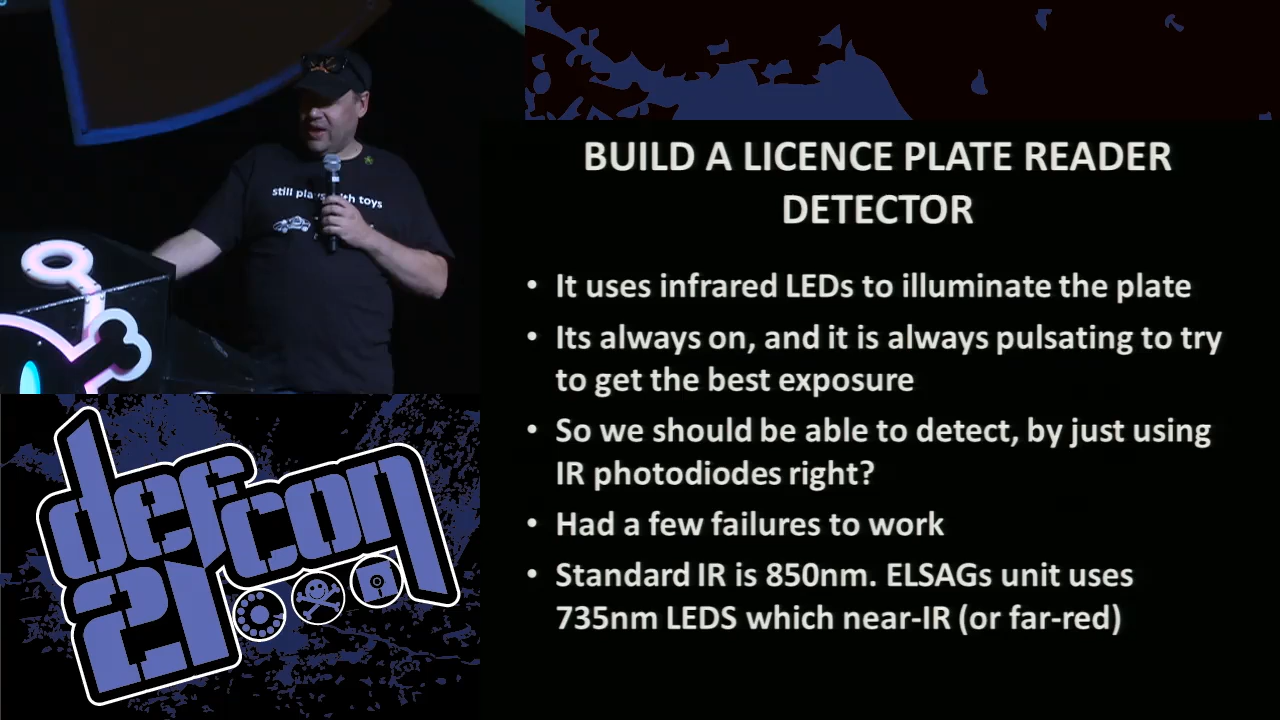 still plays with toys
BUILD A LICENCE PLATE READER
DETECTOR
• It uses infrared LEDs to illuminate the plate
• Its always on, and it is always pulsating to try
to get the best exposure
• So we should be able to detect, by just using
IR photodiodes right?
• Had a few failures to work
• Standard IR is 850nm. ELSAGs unit uses
735nm LEDS which near-IR (or far-red)
defcon
21